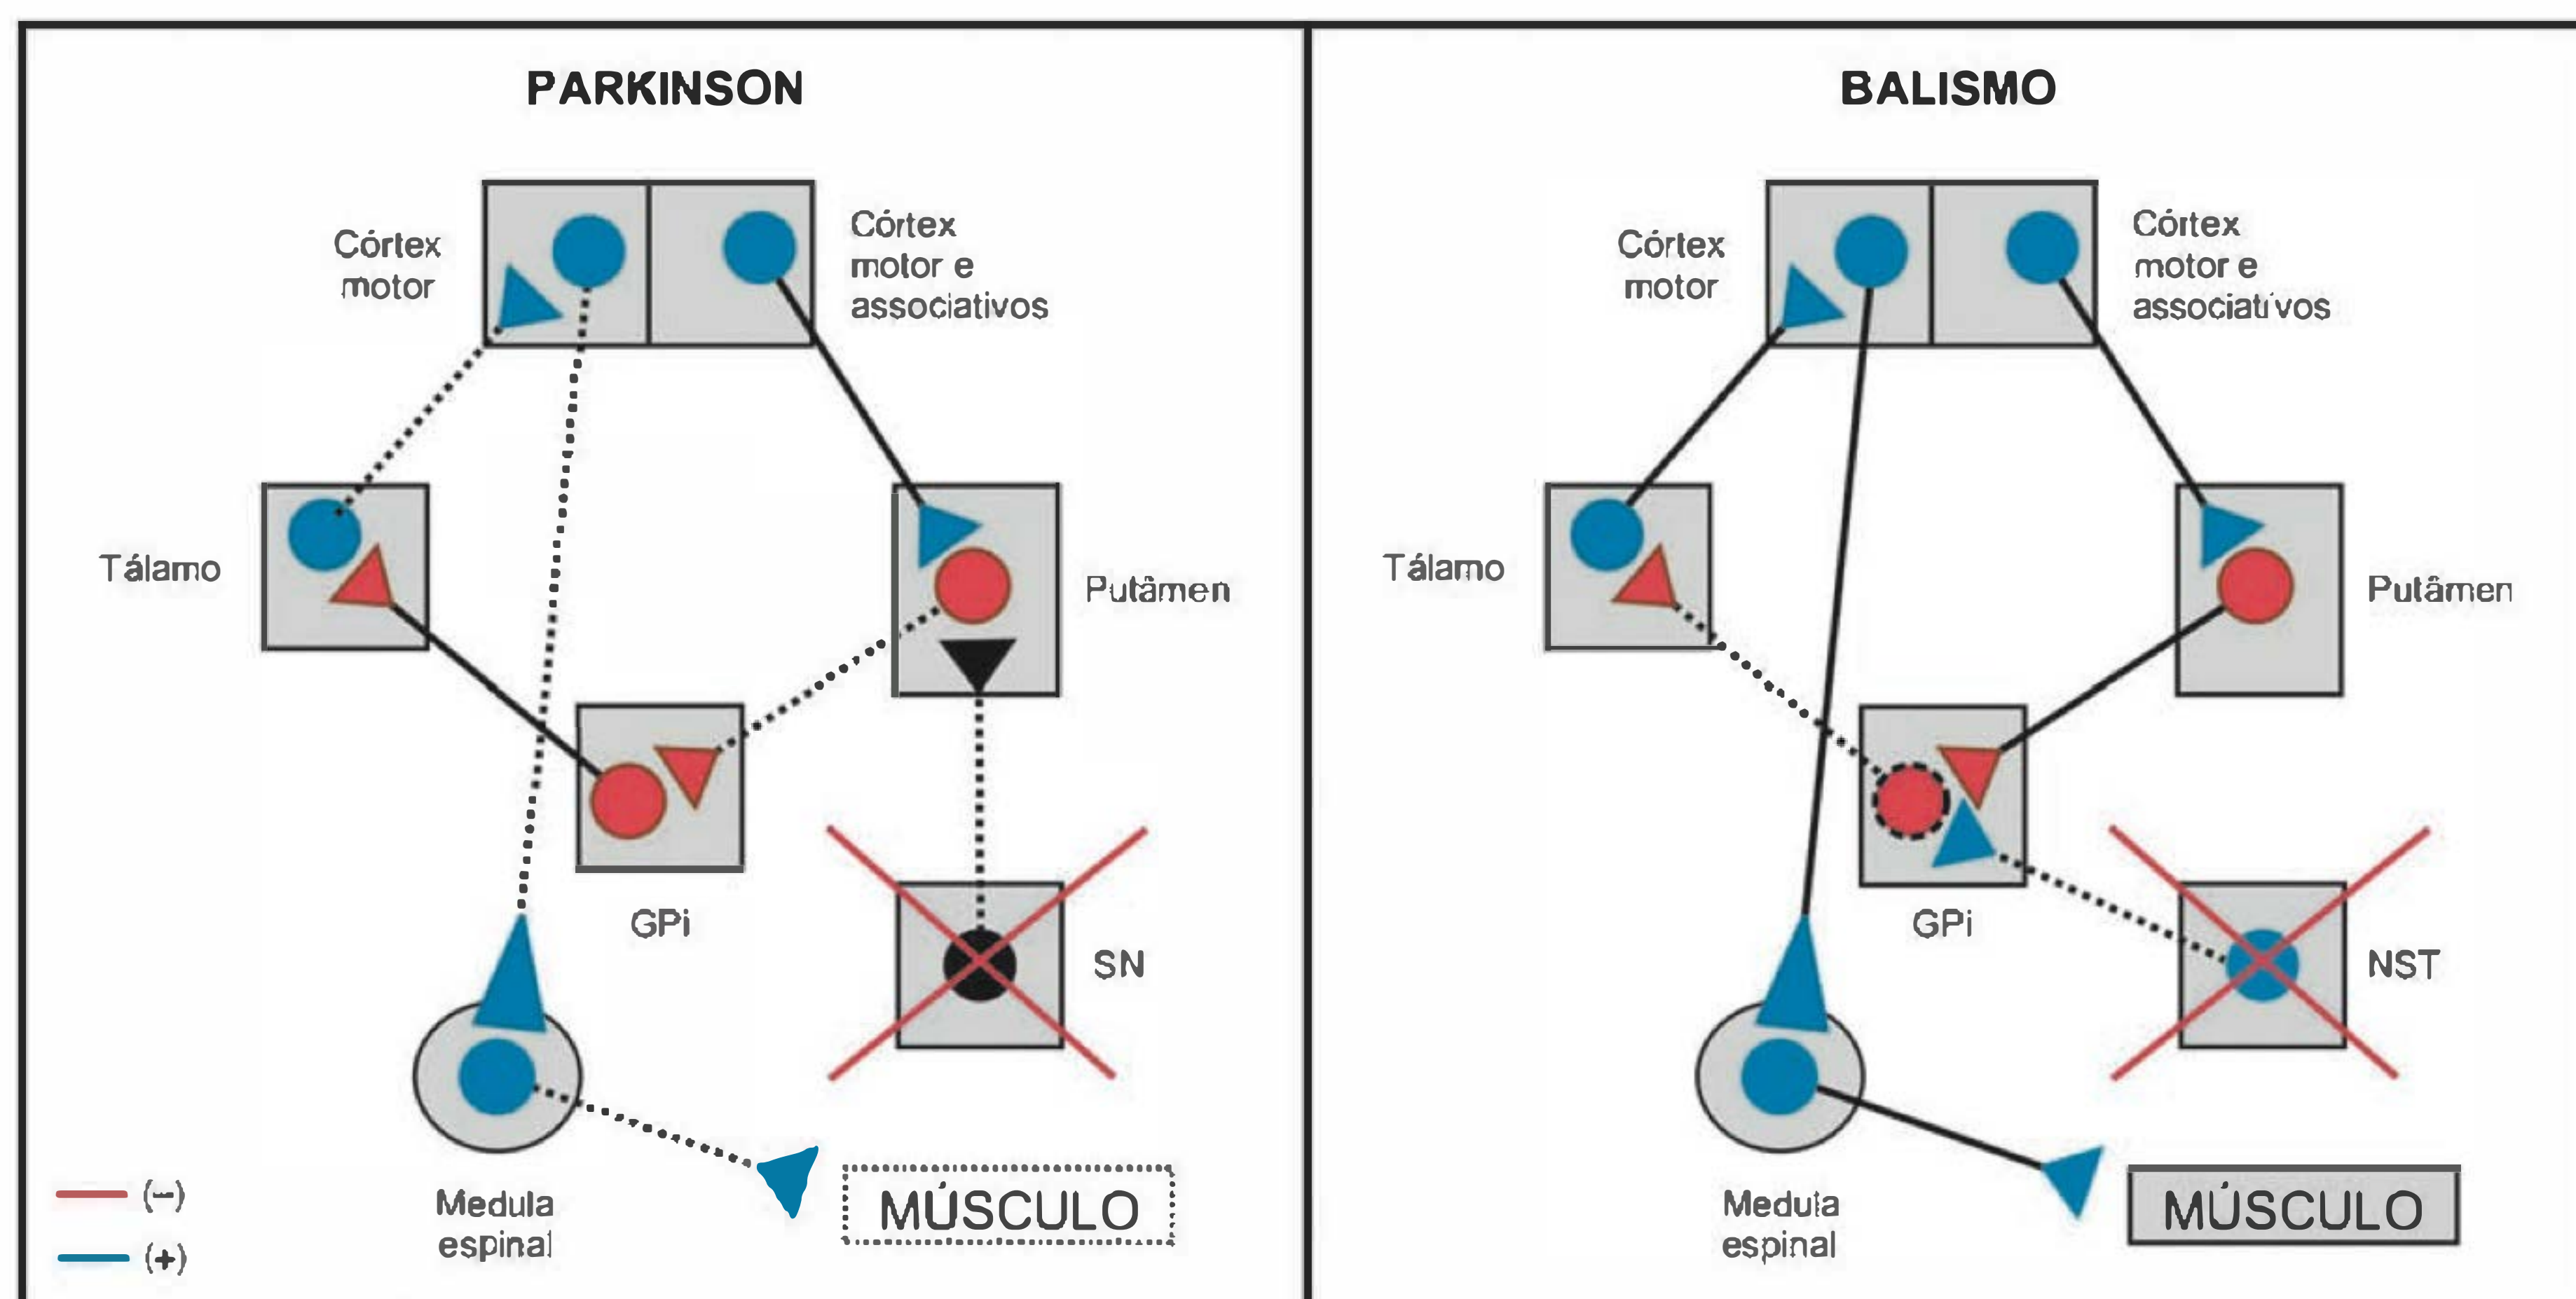 PARKINSON
Córtex
motor
Córtex
motor e
associativos
Tálamo
Putâmen
GPi
SN
Medula
espinal
MÚSCULO
(-)
(+)
BALISMO
Córtex
motor
Córtex
motor e
associativos
Tálamo
Putâmen
GPi
NST
Medula
espinal
MÚSCULO